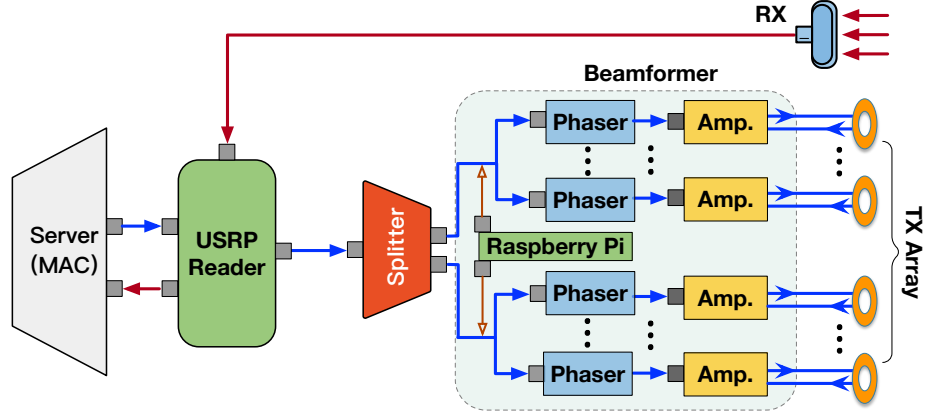 RX
Beamformer
Phaser
Amp.
Phaser
Amp.
Server
(MAC)
USRP
Reader
Splitter
Raspberry Pi
TX Array
Phaser
Amp.
Phaser
Amp.